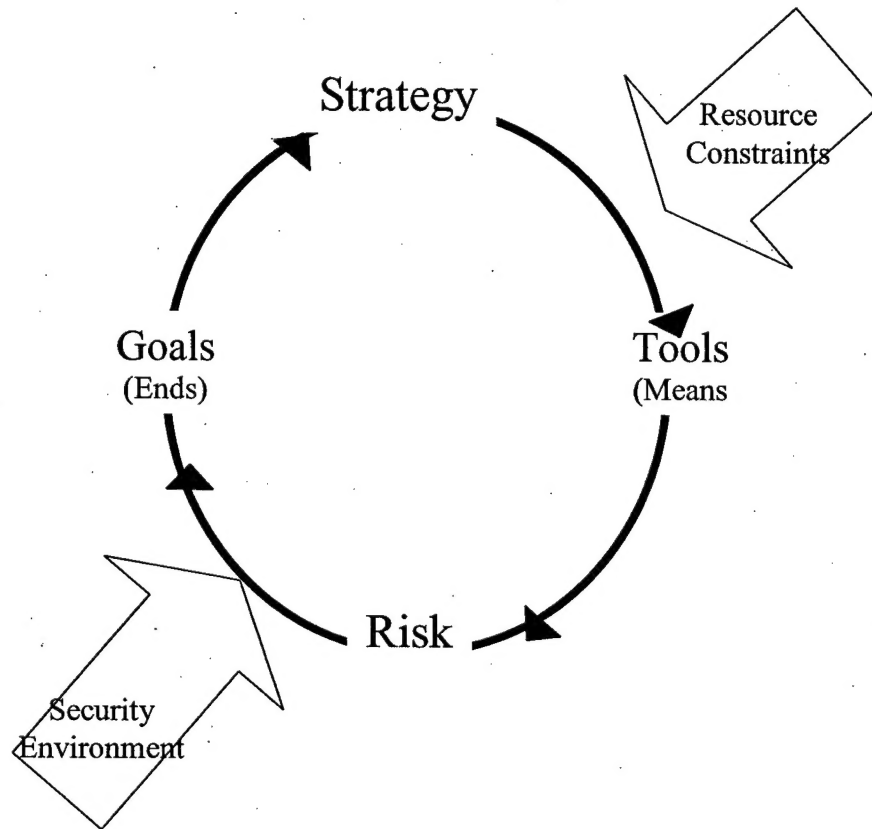 Strategy
Resource
Constraints
Goals
(Ends)
Tools
(Means
Risk
Security
Environment